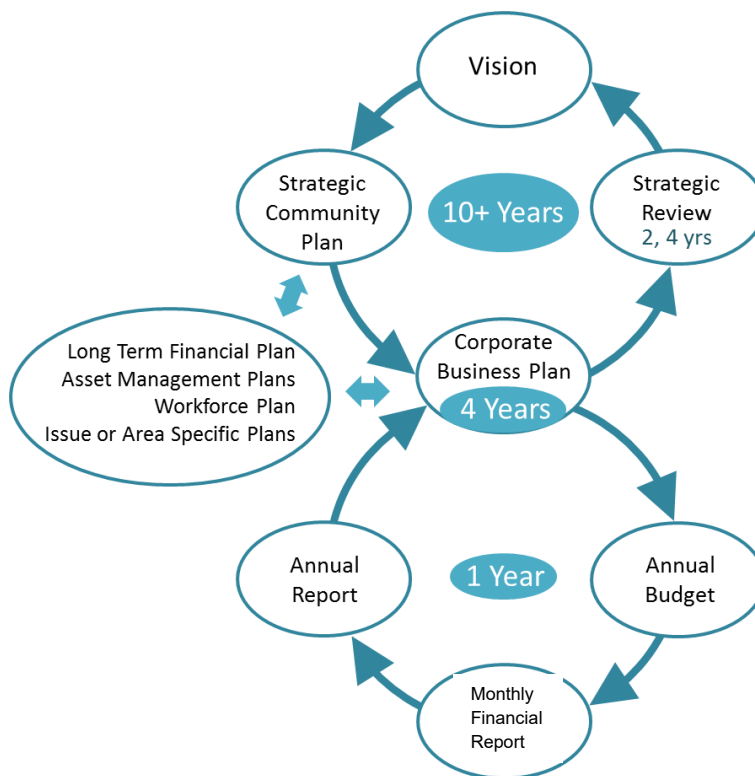 Vision
Strategic
Community
Plan
10+ Years
Strategic
Review
2, 4 yrs
Long Term Financial Plan
Asset Management Plans
Workforce Plan
Issue or Area Specific Plans
Corporate
Business Plan
4 Years
Annual
Report
1 Year
Annual
Budget
Monthly
Financial
Report